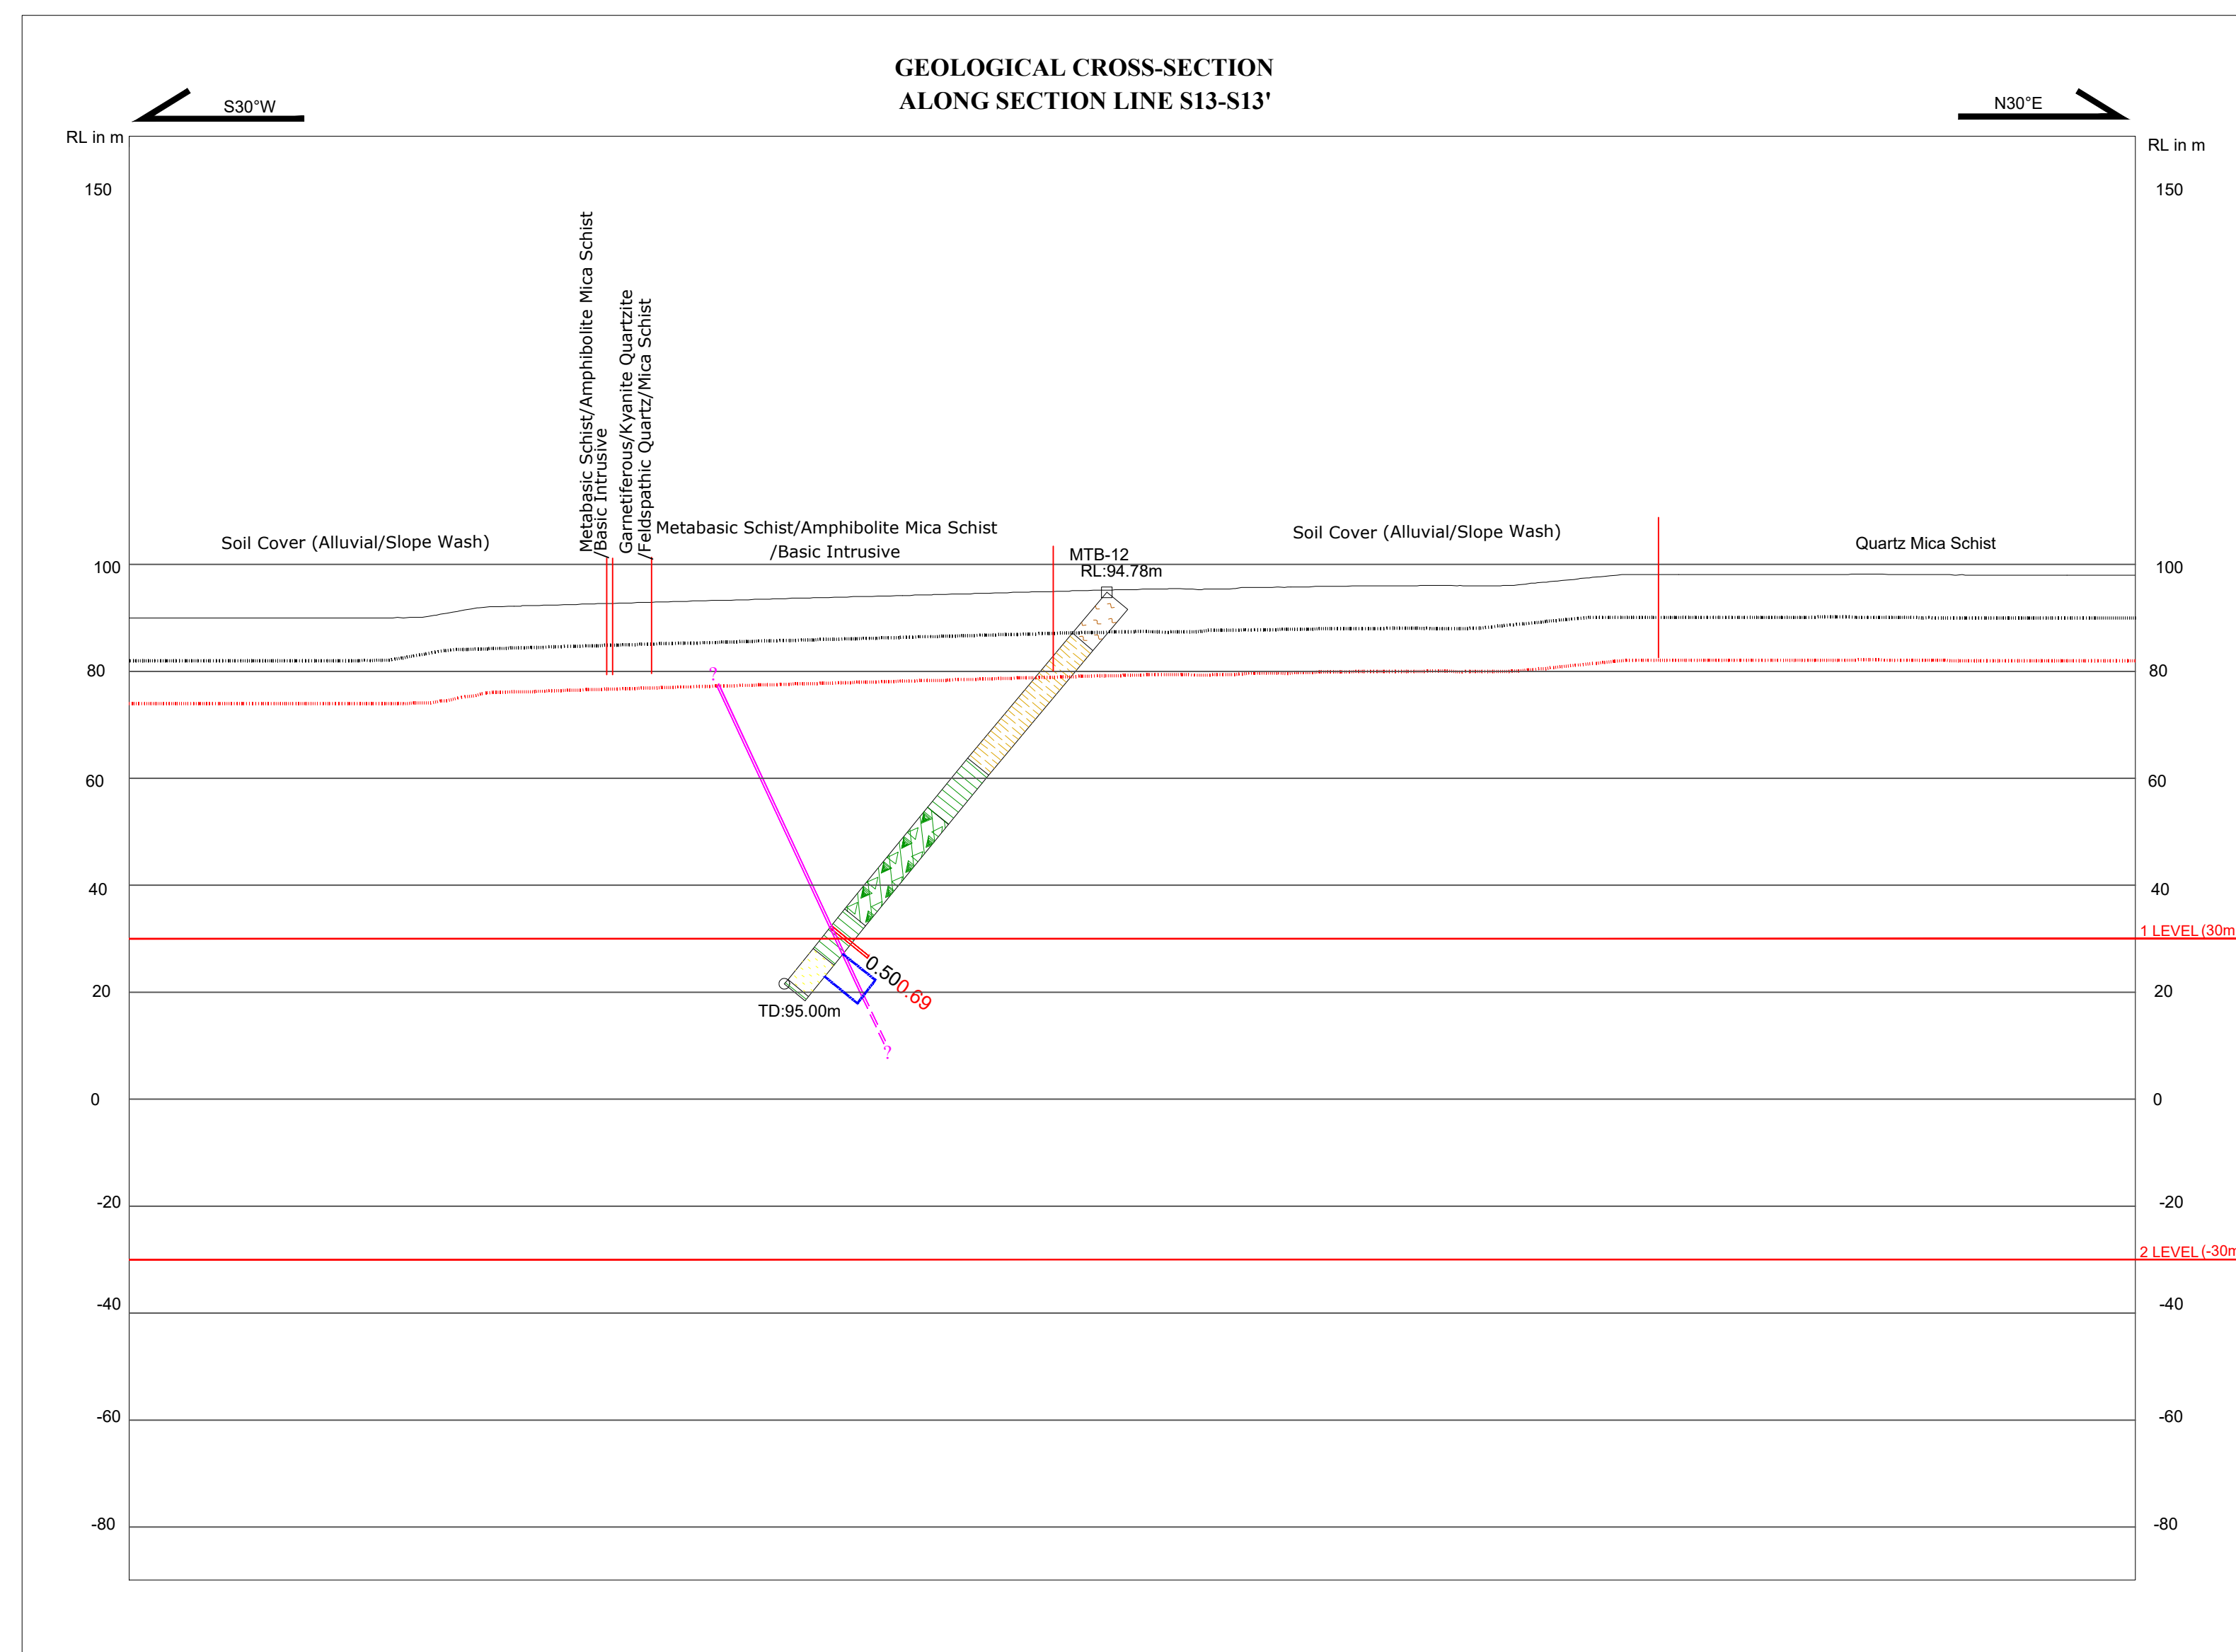 GEOLOGICAL CROSS-SECTION
ALONG SECTION LINE S13-S13'
S30°W
N30°E
RL in m
RL in m
150
150
Metabasic Schist/Amphibolite Mica Schist
/Basic Intrusive
Garnetiferous/Kyanite Quartzite
/Feldspathic Quartz/Mica Schist
Soil Cover (Alluvial/Slope Wash)
Metabasic Schist/Amphibolite Mica Schist
/Basic Intrusive
Soil Cover (Alluvial/Slope Wash)
Quartz Mica Schist
MTB-12
RL:94.78m
100
100
80
?
80
60
60
40
40
1 LEVEL (30m
0.50
0.69
20
20
TD:95.00m
?
0
0
-20
-20
2 LEVEL (-30m
-40
-40
-60
-60
-80
-80